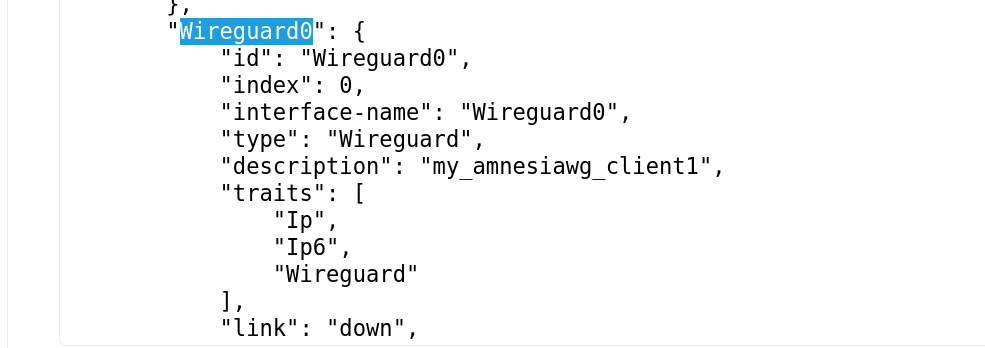 },
"Wireguard0": {
"id": "Wireguard0",
"index": 0,
"interface-name": "Wireguard0",
"type": "Wireguard",
"description": "my_amnesiawg_client1",
"traits": [
"Ip",
"Ip6",
"Wireguard"
],
"link": "down",